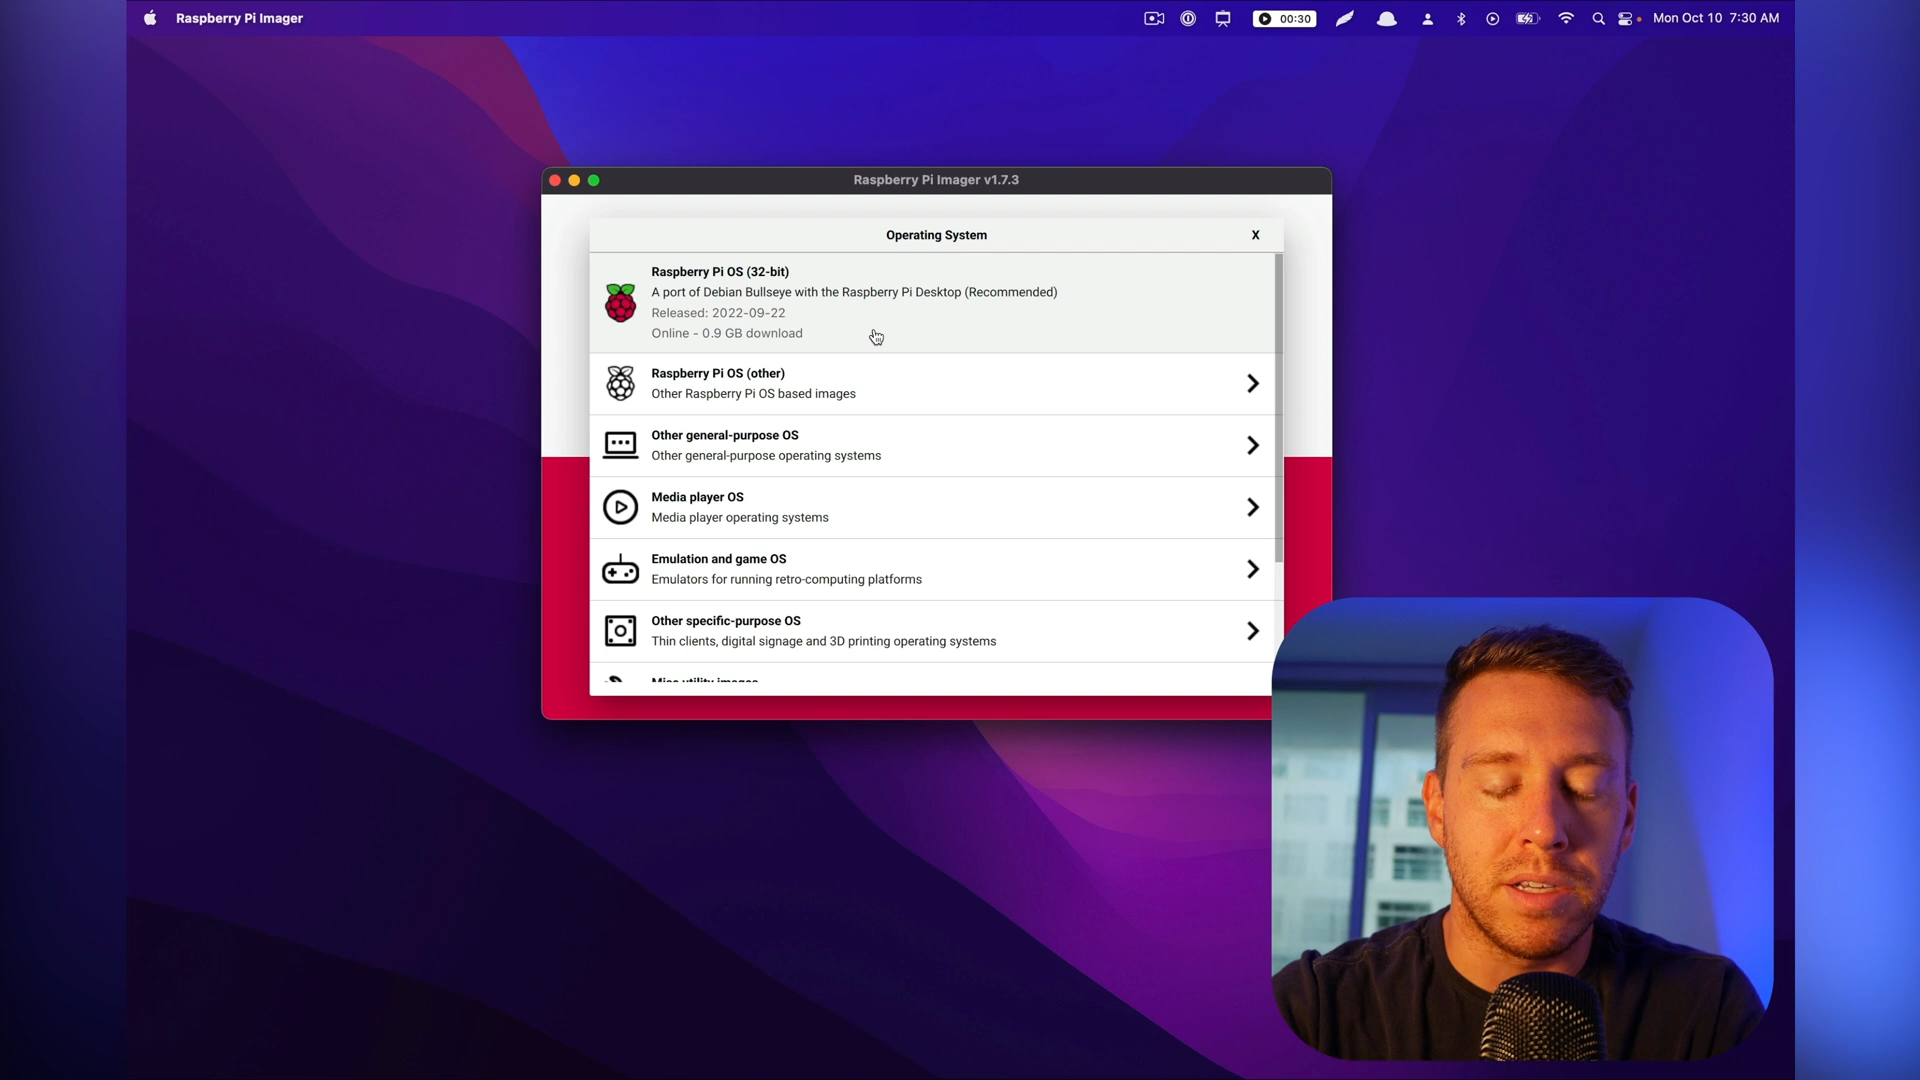 Raspberry Pi Imager
00:30
Mon Oct 10 7:30 AM
Raspberry Pi Imager v1.7.3
Operating System
X
Raspberry Pi OS (32-bit)
A port of Debian Bullseye with the Raspberry Pi Desktop (Recommended)
Released: 2022-09-22
Online - 0.9 GB download
Raspberry Pi OS (other)
Other Raspberry Pi OS based images
Other general-purpose OS
Other general-purpose operating systems
Media player OS
Media player operating systems
Emulation and game OS
Emulators for running retro-computing platforms
Other specific-purpose OS
Thin clients, digital signage and 3D printing operating systems
Misc utility images